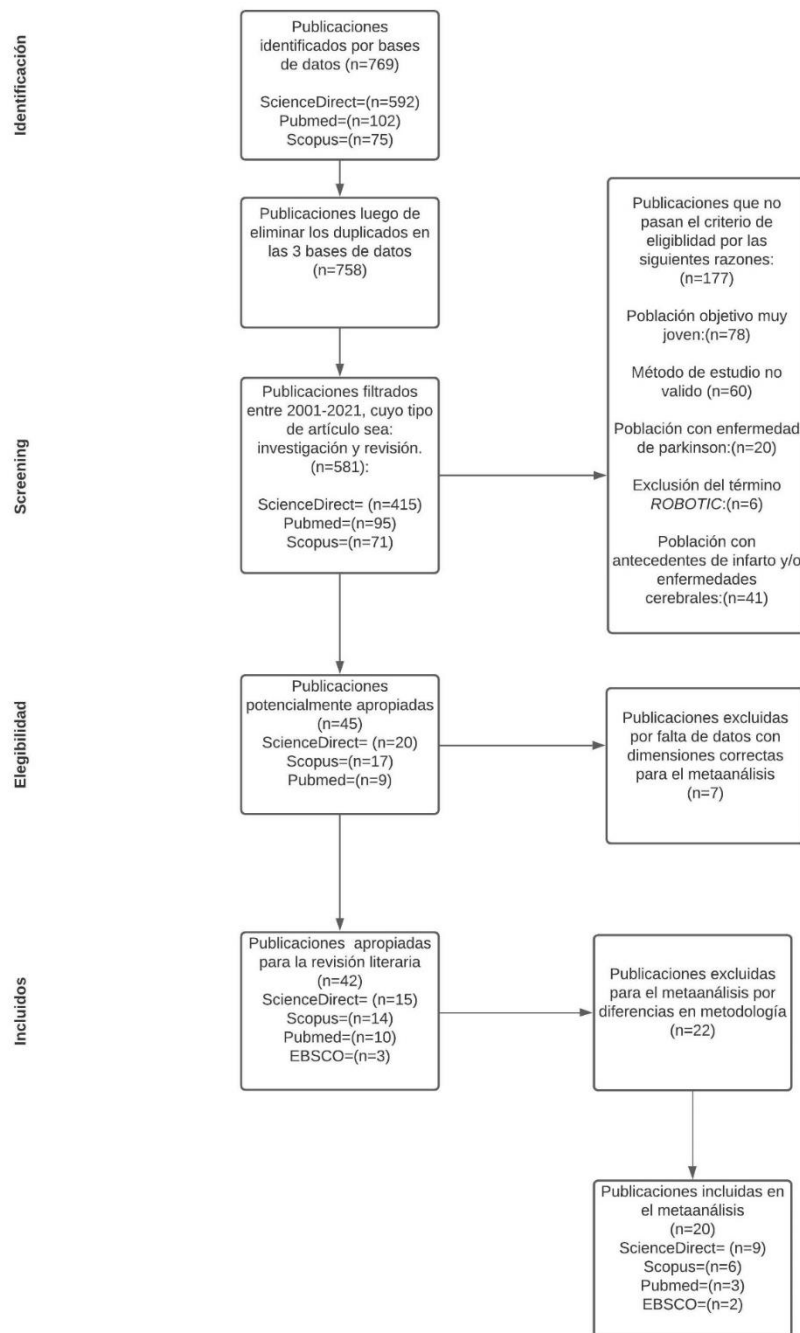 Identificación
Publicaciones
identificados por bases
de datos (n=769)
ScienceDirect=(n=592)
Pubmed=(n=102)
Scopus=(n=75)
Publicaciones luego de
eliminar los duplicados en
las 3 bases de datos
(n=758)
Screening
Publicaciones filtrados
entre 2001-2021, cuyo tipo
de artículo sea:
investigación y revisión.
(n=581):
ScienceDirect= (n=415)
Pubmed=(n=95)
Scopus=(n=71)
Publicaciones que no
pasan el criterio de
eligiblidad por las
siguientes razones:
(n=177)
Población objetivo muy
joven:(n=78)
Método de estudio no
valido (n=60)
Población con enfermedad
de parkinson:(n=20)
Exclusión del término
ROBOTIC:(n=6)
Población con
antecedentes de infarto y/o
enfermedades
cerebrales:(n=41)
Elegibilidad
Publicaciones
potencialmente apropiadas
(n=45)
ScienceDirect= (n=20)
Scopus=(n=17)
Pubmed=(n=9)
Publicaciones excluidas
por falta de datos con
dimensiones correctas
para el metaanálisis
(n=7)
Incluidos
Publicaciones apropiadas
para la revisión literaria
(n=42)
ScienceDirect= (n=15)
Scopus=(n=14)
Pubmed=(n=10)
EBSCO=(n=3)
Publicaciones excluidas
para el metaanálisis por
diferencias en metodología
(n=22)
Publicaciones incluidas en
el metaanálisis
(n=20)
ScienceDirect= (n=9)
Scopus=(n=6)
Pubmed=(n=3)
EBSCO=(n=2)